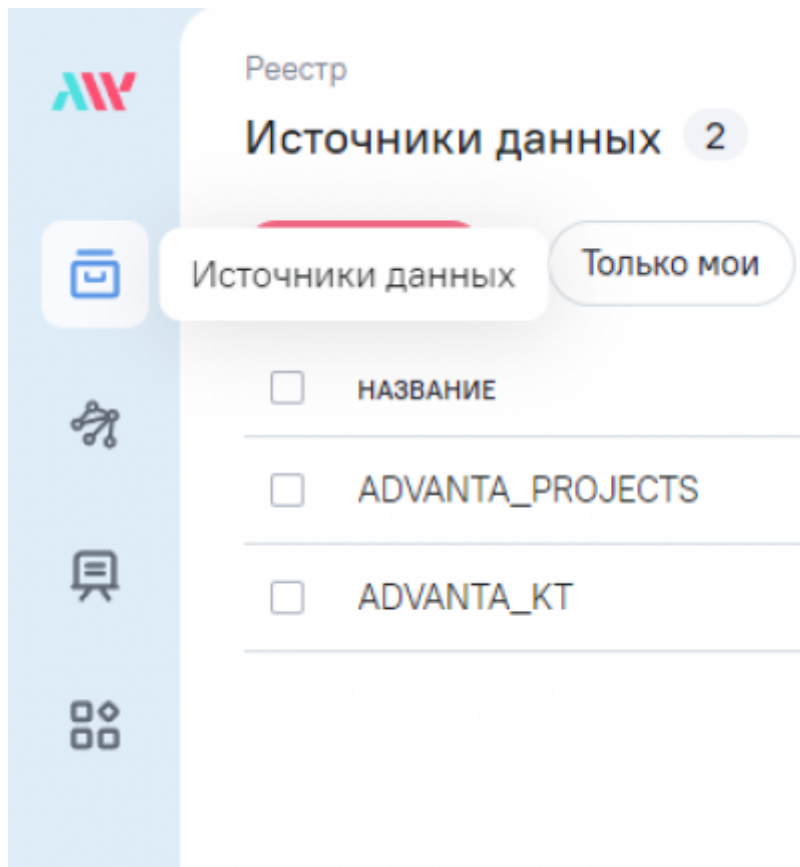 Реестр
Источники данных 2
Источники данных
Только мои
НАЗВАНИЕ
ADVANTA_PROJECTS
ADVANTA_KT